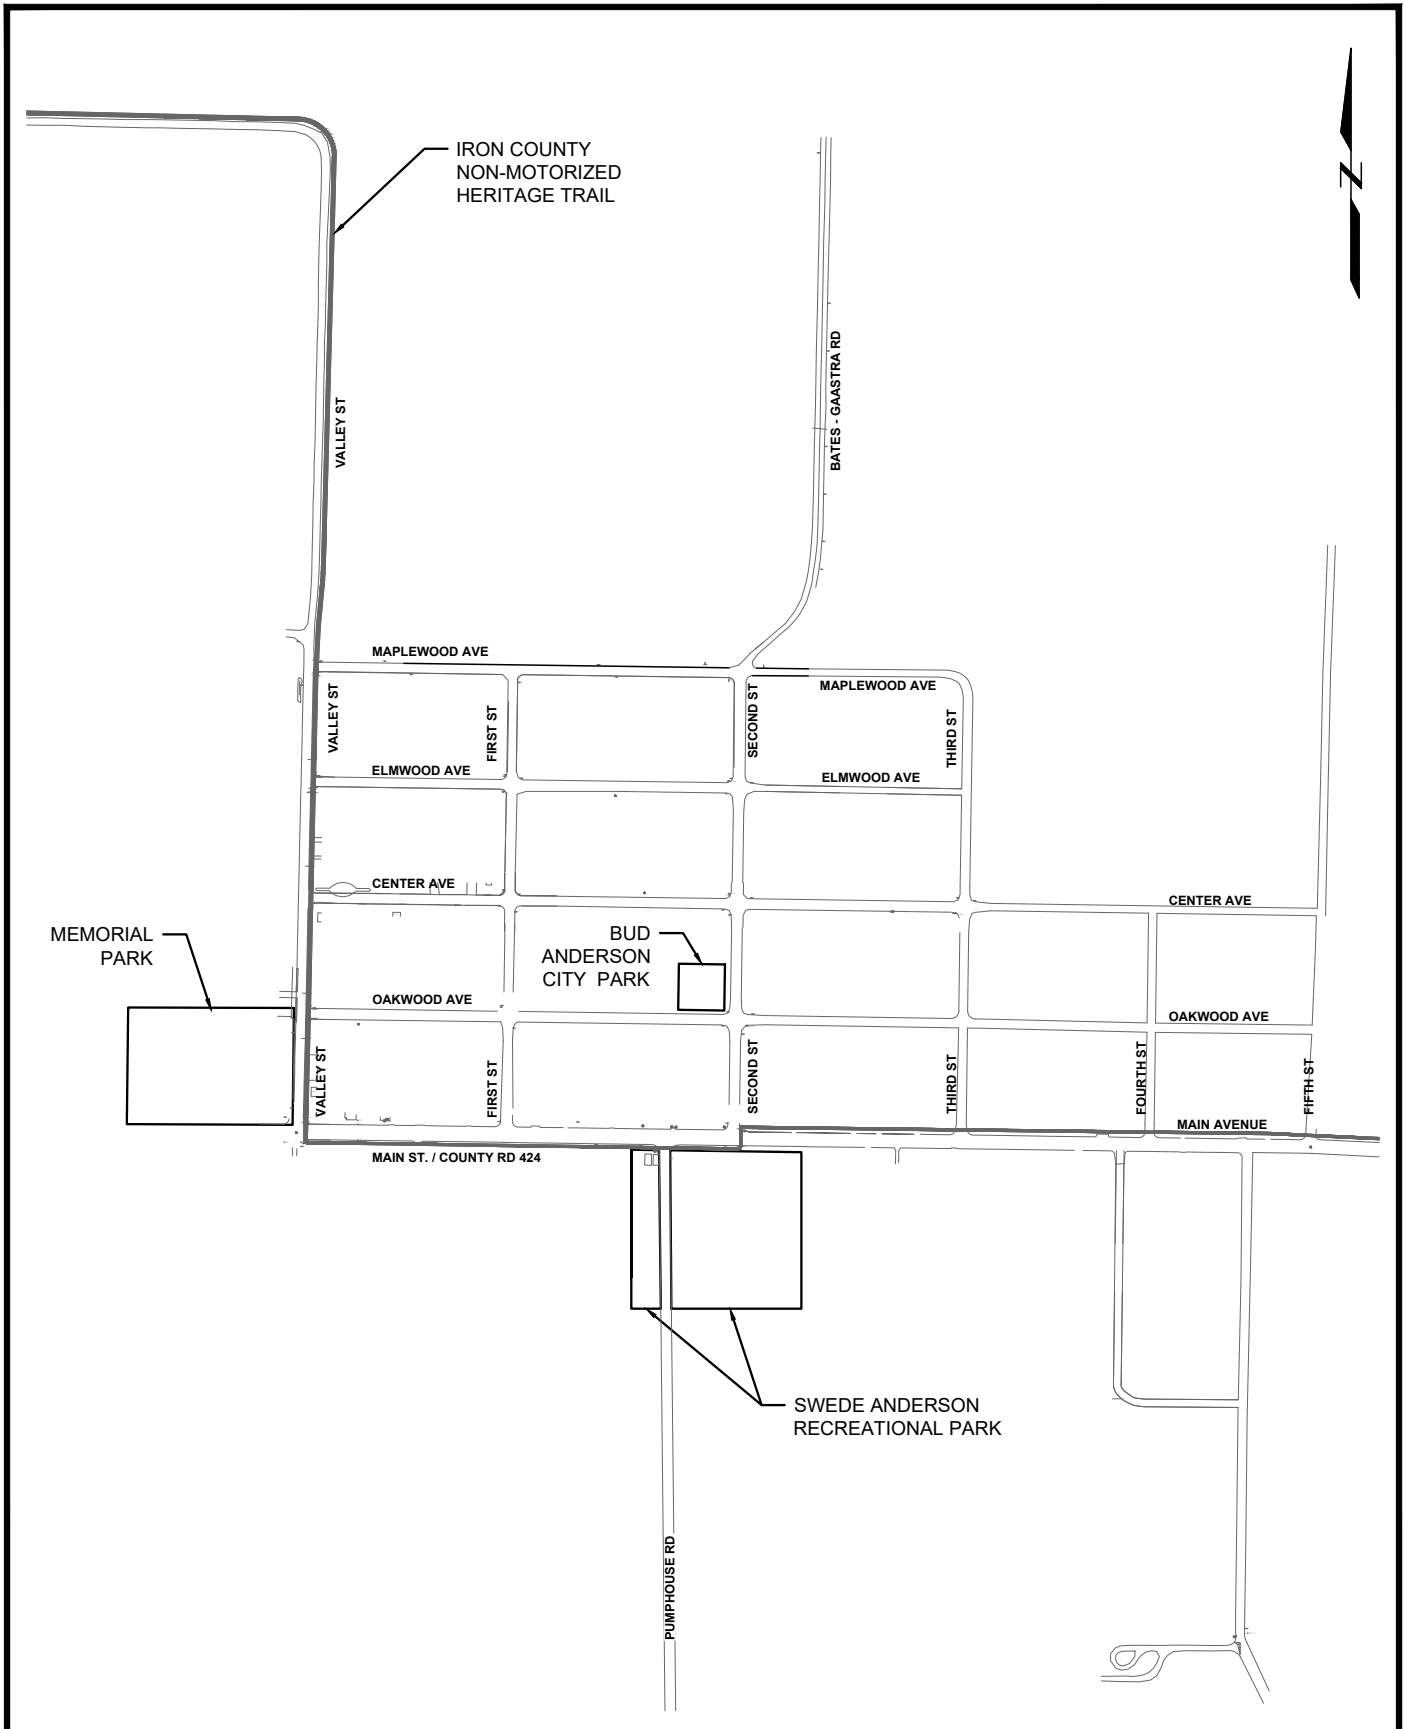 IRON COUNTY
NON-MOTORIZED
HERITAGE TRAIL
N
VALLEY ST
BATES - GAASTRA RD
MAPLEWOOD AVE
MAPLEWOOD AVE
VALLEY ST
FIRST ST
SECOND ST
THIRD ST
ELMWOOD AVE
ELMWOOD AVE
CENTER AVE
CENTER AVE
MEMORIAL
PARK
BUD
ANDERSON
CITY PARK
OAKWOOD AVE
OAKWOOD AVE
VALLEY ST
FIRST ST
SECOND ST
THIRD ST
FOURTH ST
FIFTH ST
MAIN AVENUE
MAIN ST. / COUNTY RD 424
SWEDE ANDERSON
RECREATIONAL PARK
PUMPHOUSE RD